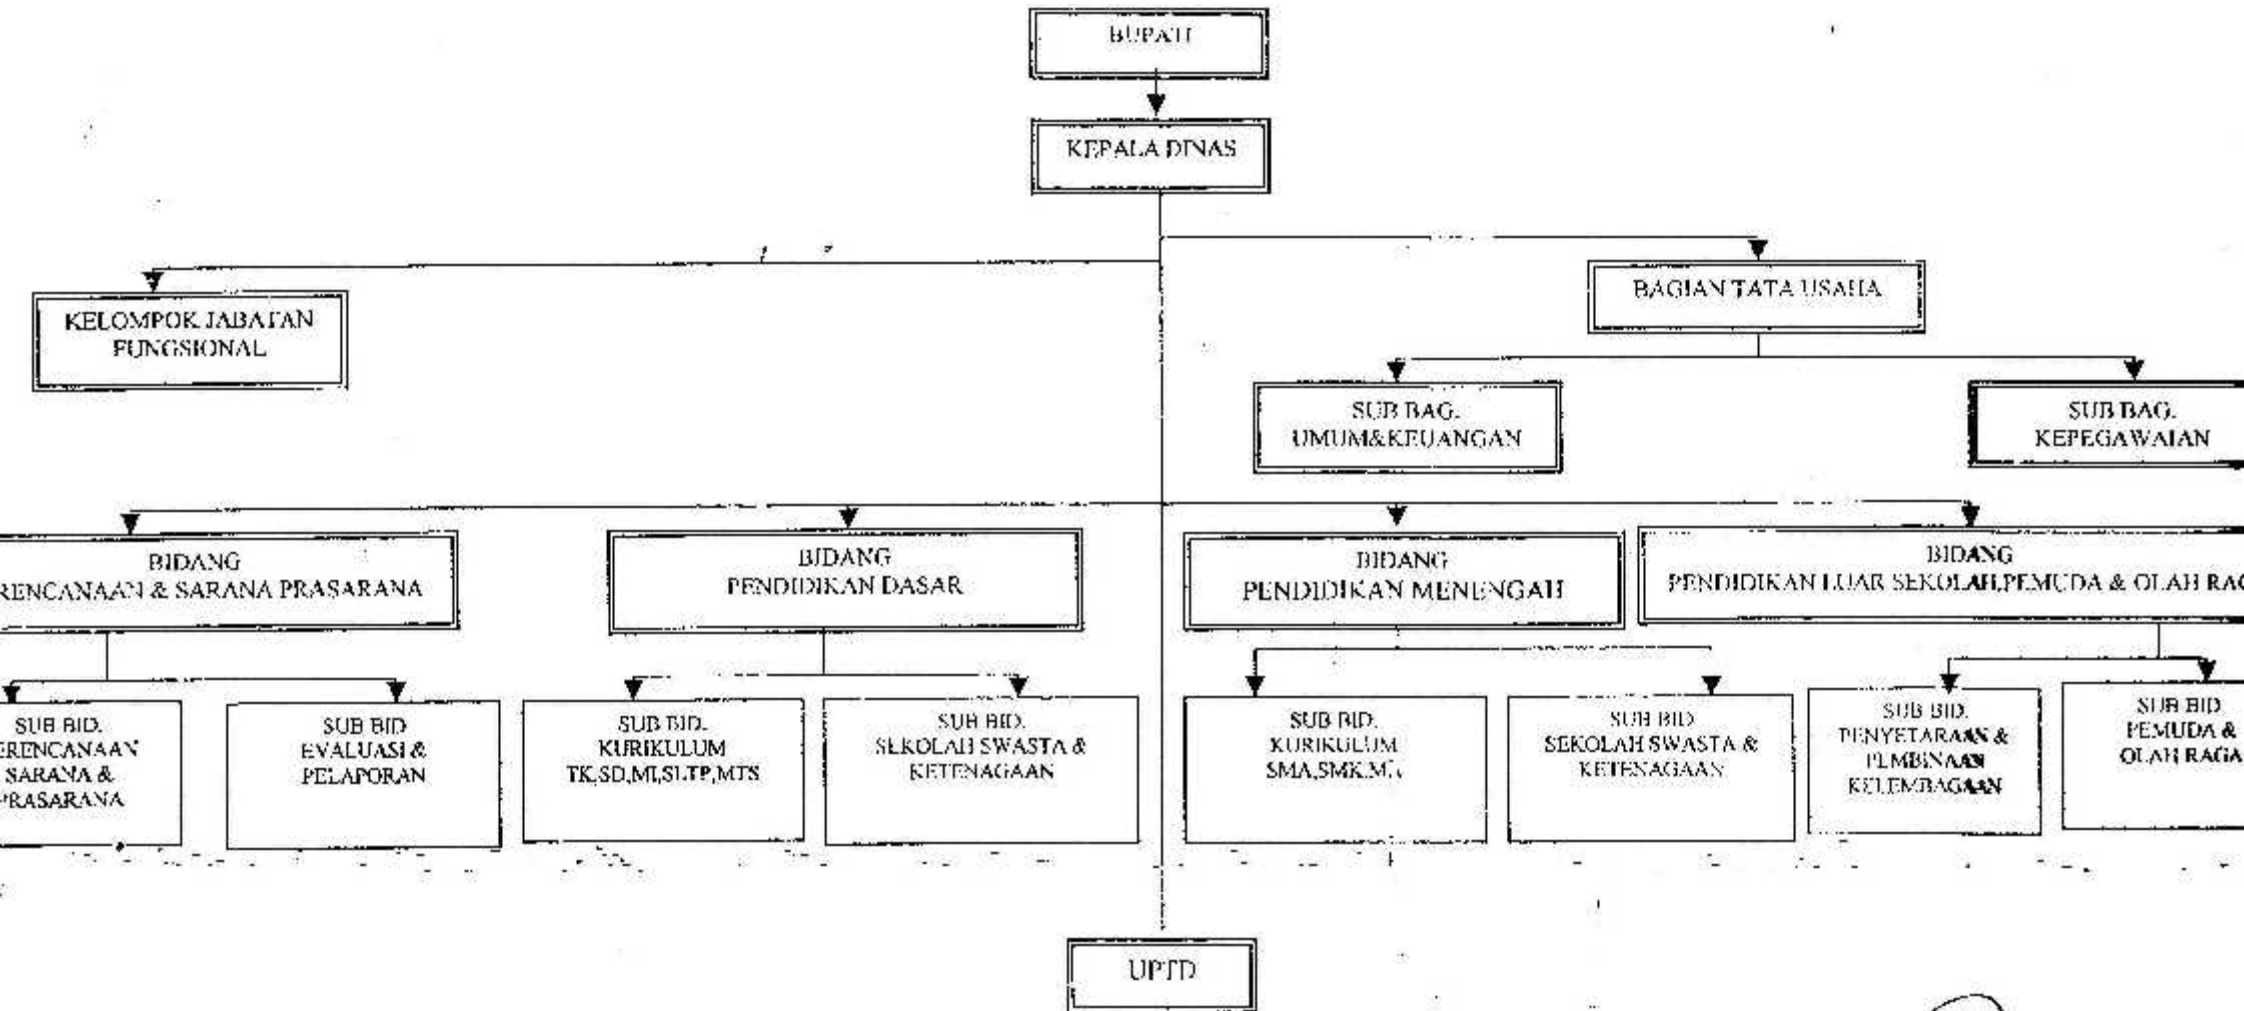 BUPATI
KEPALA DINAS
BAGIAN TATA USAHA
KELOMPOK JABATAN
FUNGSIONAL
SUB BAG.
UMUM&KEUANGAN
SUB BAG.
KEPEGAWAIAN
BIDANG
RENCANAAN & SARANA PRASARANA
BIDANG
PENDIDIKAN DASAR
BIDANG
PENDIDIKAN MENENGAH
BIDANG
PENDIDIKAN LUAR SEKOLAH,PEMUDA & OLAH RAG
SUB BID.
ERENCANAAN
SARANA &
PRASARANA
SUB BID
EVALUASI &
PELAPORAN
SUB BID.
KURIKULUM
TK,SD,MI,SLTP,MTS
SUB BID.
SEKOLAH SWASTA &
KETENAGAAN
SUB BID.
KURIKULUM
SMA,SMK,MA
SUB BID
SEKOLAH SWASTA &
KETENAGAAN
SUB BID.
PENYETARAAN &
PEMBINAAN
KELEMBAGAAN
SUB BID
PEMUDA &
OLAH RAGA
UPTD